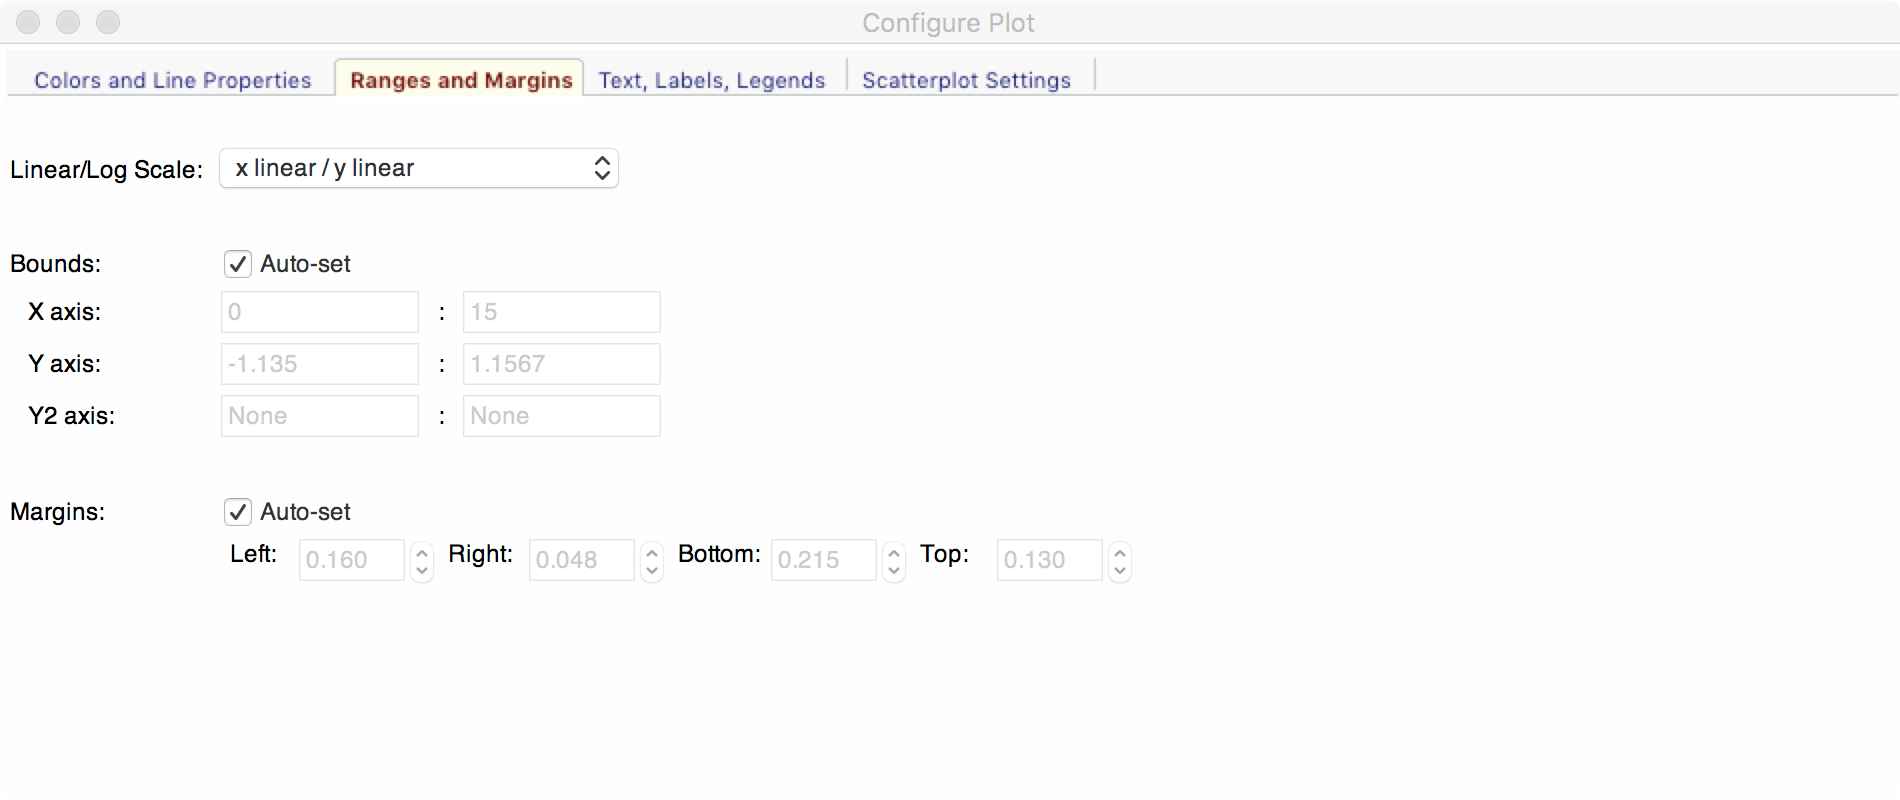 Configure Plot
Colors and Line Properties Ranges and Margins Text, Labels, Legends Scatterplot Settings
Linear/Log Scale: x linear / y linear
Bounds: Auto-set
X axis: 0 : 15
Y axis: -1.135 : 1.1567
Y2 axis: None : None
Margins: Auto-set
Left: 0.160 Right: 0.048 Bottom: 0.215 Top: 0.130